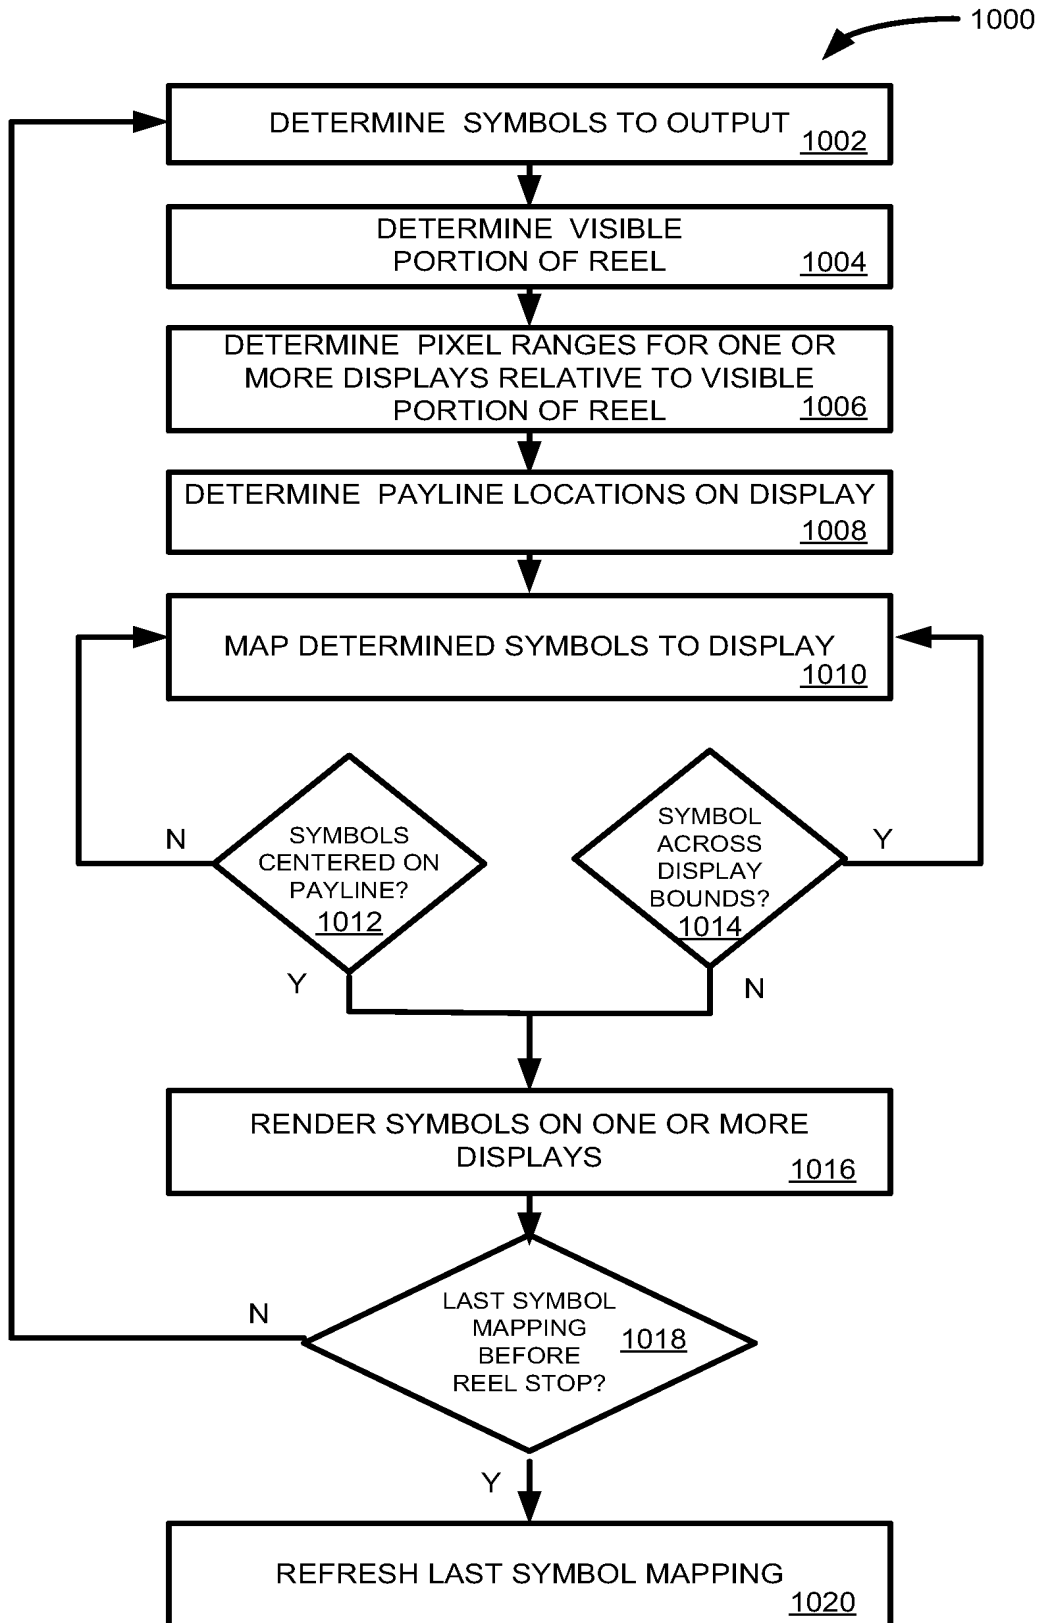 1000
DETERMINE SYMBOLS TO OUTPUT
1002
DETERMINE VISIBLE
PORTION OF REEL
1004
DETERMINE PIXEL RANGES FOR ONE OR
MORE DISPLAYS RELATIVE TO VISIBLE
PORTION OF REEL
1006
DETERMINE PAYLINE LOCATIONS ON DISPLAY
1008
MAP DETERMINED SYMBOLS TO DISPLAY
1010
N
SYMBOLS
CENTERED ON
PAYLINE?
1012
Y
SYMBOL
ACROSS
DISPLAY
BOUNDS?
1014
Y
N
RENDER SYMBOLS ON ONE OR MORE
DISPLAYS
1016
N
LAST SYMBOL
MAPPING
BEFORE
REEL STOP?
1018
Y
REFRESH LAST SYMBOL MAPPING
1020